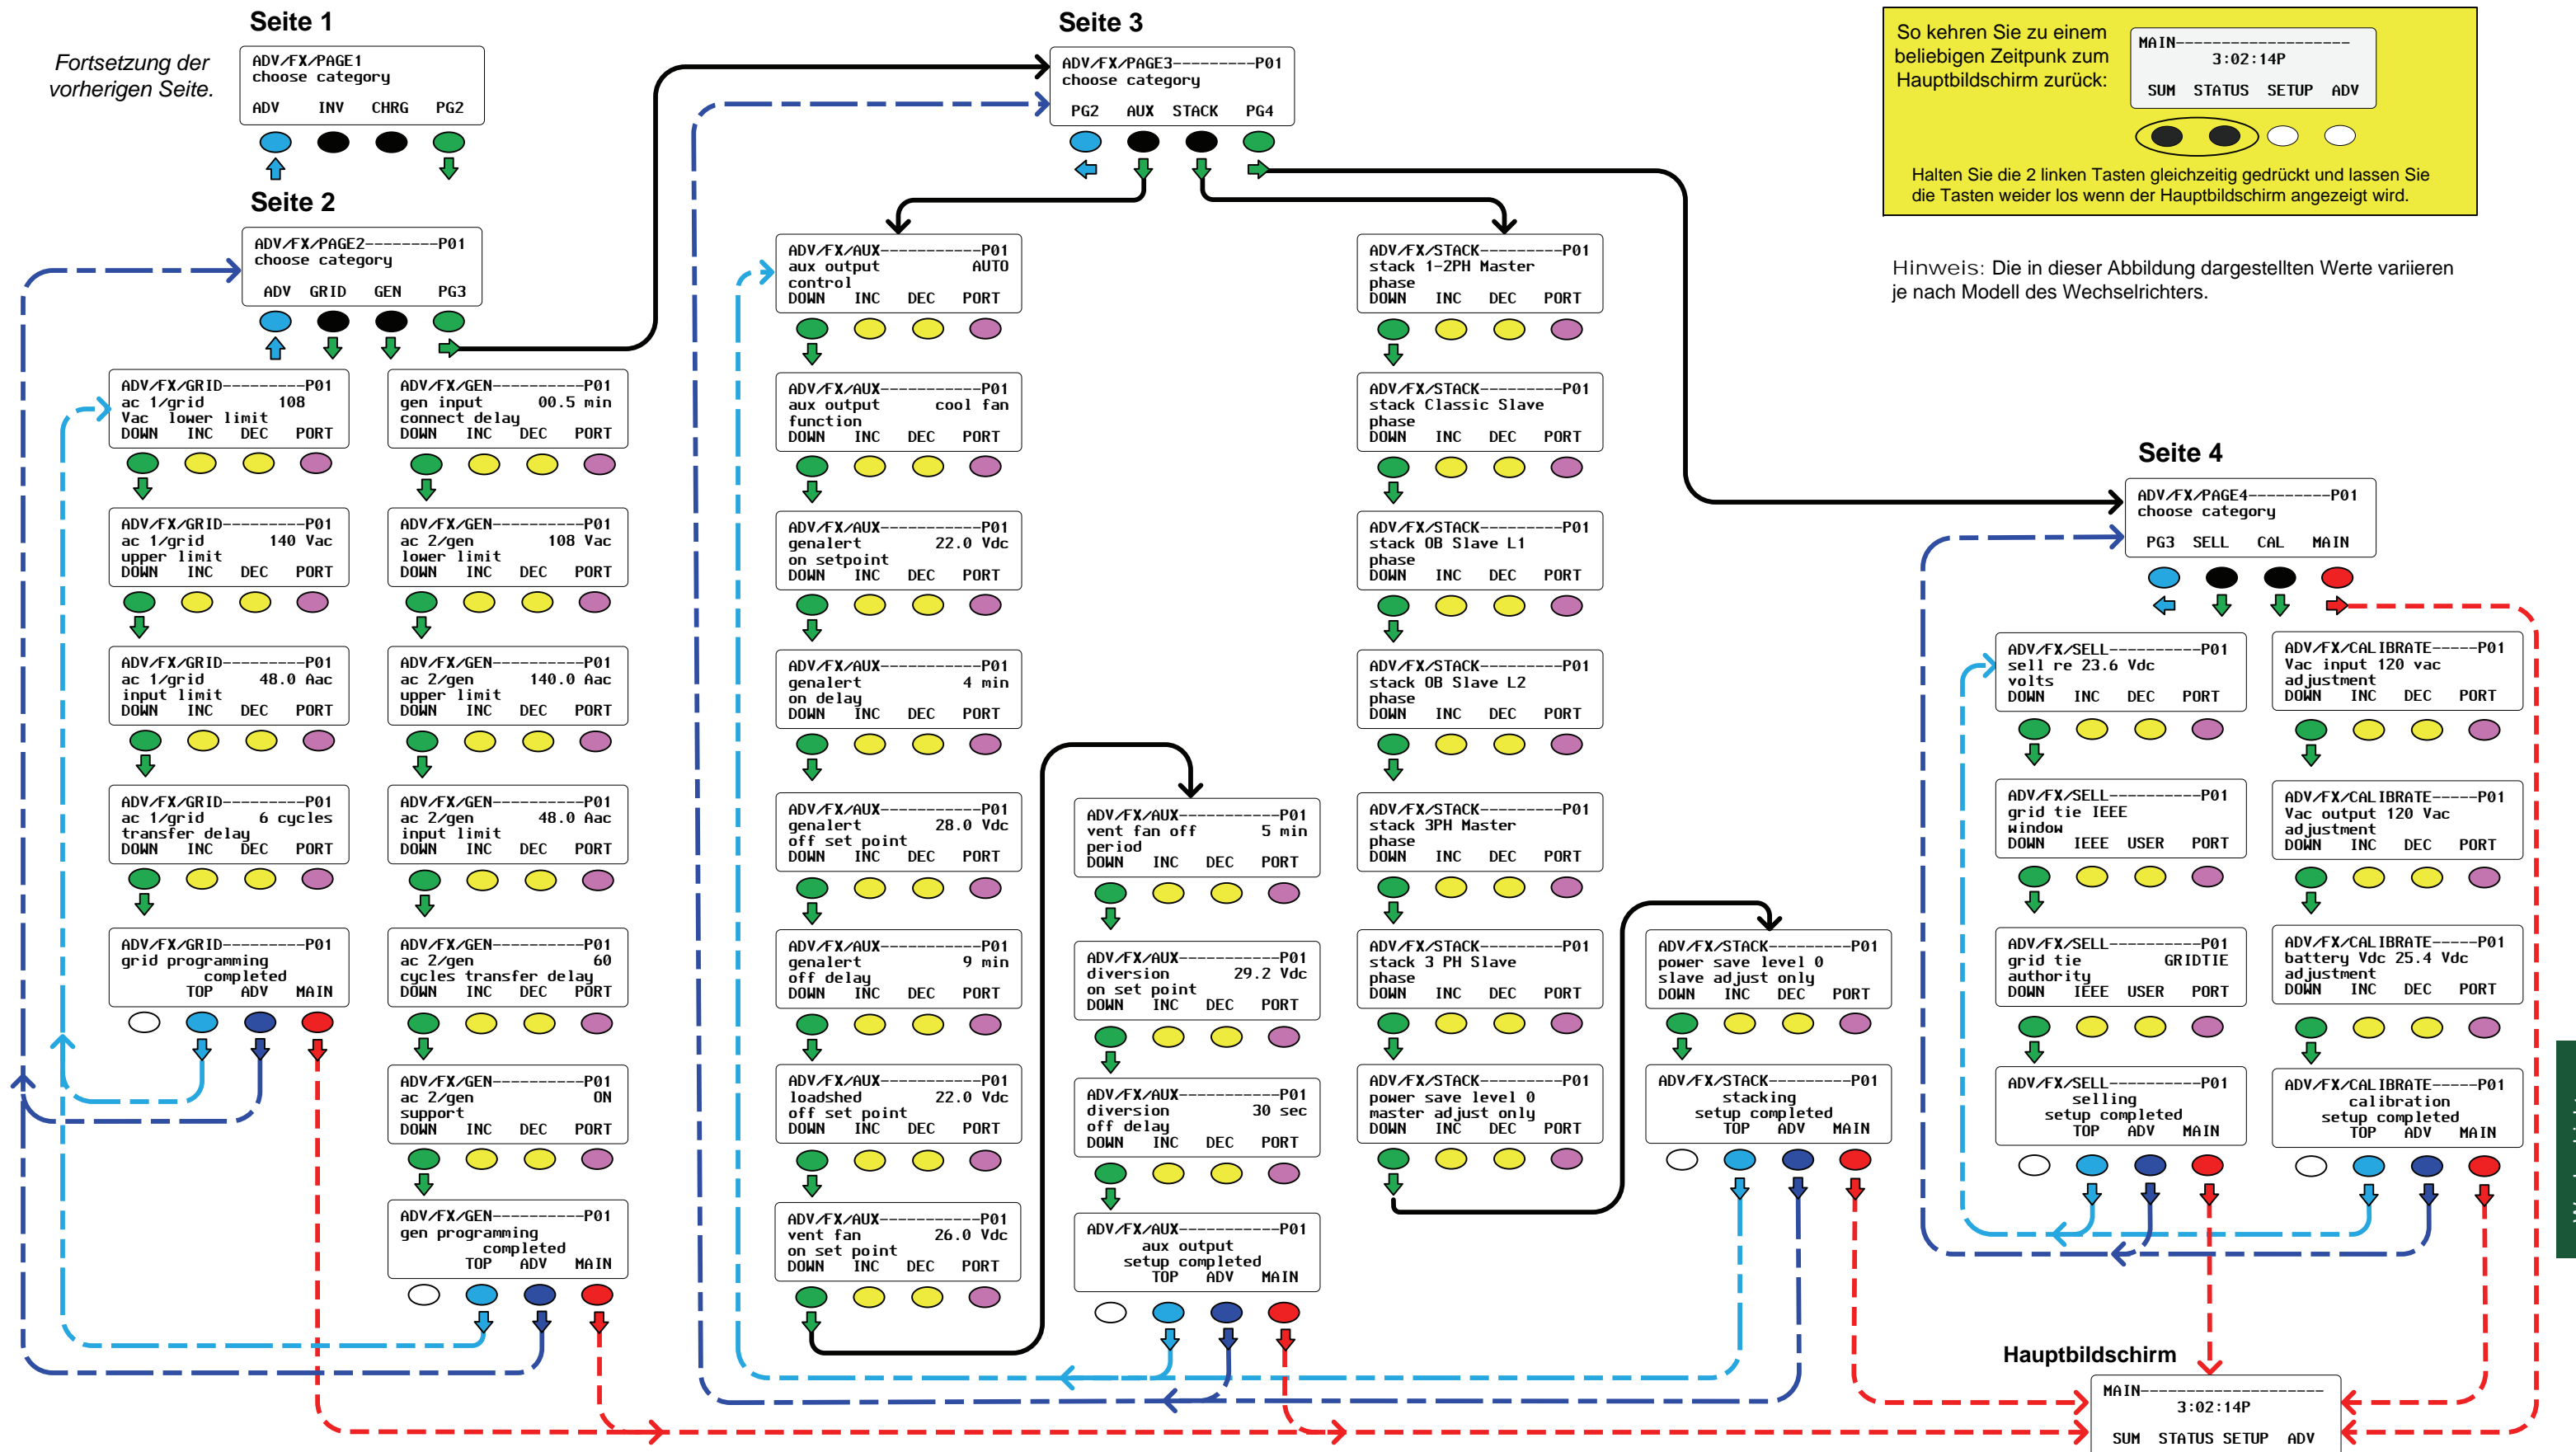 Seite 1
Fortsetzung der
vorherigen Seite.
ADV/FX/PAGE1
choose category
ADV INV CHRG PG2
Seite 2
ADV/FX/PAGE2--------P01
choose category
ADV GRID GEN PG3
ADV/FX/GRID---------P01
ac 1/grid 108
Vac lower limit
DOWN INC DEC PORT
ADV/FX/GRID---------P01
ac 1/grid 140 Vac
upper limit
DOWN INC DEC PORT
ADV/FX/GRID---------P01
ac 1/grid 48.0 Aac
input limit
DOWN INC DEC PORT
ADV/FX/GRID---------P01
ac 1/grid 6 cycles
transfer delay
DOWN INC DEC PORT
ADV/FX/GRID---------P01
grid programming
completed
TOP ADV MAIN
ADV/FX/GEN----------P01
gen input 00.5 min
connect delay
DOWN INC DEC PORT
ADV/FX/GEN----------P01
ac 2/gen 108 Vac
lower limit
DOWN INC DEC PORT
ADV/FX/GEN----------P01
ac 2/gen 140.0 Aac
upper limit
DOWN INC DEC PORT
ADV/FX/GEN----------P01
ac 2/gen 48.0 Aac
input limit
DOWN INC DEC PORT
ADV/FX/GEN----------P01
ac 2/gen 60
cycles transfer delay
DOWN INC DEC PORT
ADV/FX/GEN----------P01
ac 2/gen ON
support
DOWN INC DEC PORT
ADV/FX/GEN----------P01
gen programming
completed
TOP ADV MAIN
Seite 3
ADV/FX/PAGE3---------P01
choose category
PG2 AUX STACK PG4
ADV/FX/AUX-----------P01
aux output AUTO
control
DOWN INC DEC PORT
ADV/FX/AUX-----------P01
aux output cool fan
function
DOWN INC DEC PORT
ADV/FX/AUX-----------P01
genalert 22.0 Vdc
on setpoint
DOWN INC DEC PORT
ADV/FX/AUX-----------P01
genalert 4 min
on delay
DOWN INC DEC PORT
ADV/FX/AUX-----------P01
genalert 28.0 Vdc
off set point
DOWN INC DEC PORT
ADV/FX/AUX-----------P01
genalert 9 min
off delay
DOWN INC DEC PORT
ADV/FX/AUX-----------P01
loadshed 22.0 Vdc
off set point
DOWN INC DEC PORT
ADV/FX/AUX-----------P01
vent fan 26.0 Vdc
on set point
DOWN INC DEC PORT
ADV/FX/AUX-----------P01
vent fan off 5 min
period
DOWN INC DEC PORT
ADV/FX/AUX-----------P01
diversion 29.2 Vdc
on set point
DOWN INC DEC PORT
ADV/FX/AUX-----------P01
diversion 30 sec
off delay
DOWN INC DEC PORT
ADV/FX/AUX-----------P01
aux output
setup completed
TOP ADV MAIN
ADV/FX/STACK---------P01
stack 1-2PH Master
phase
DOWN INC DEC PORT
ADV/FX/STACK---------P01
stack Classic Slave
phase
DOWN INC DEC PORT
ADV/FX/STACK---------P01
stack OB Slave L1
phase
DOWN INC DEC PORT
ADV/FX/STACK---------P01
stack OB Slave L2
phase
DOWN INC DEC PORT
ADV/FX/STACK---------P01
stack 3PH Master
phase
DOWN INC DEC PORT
ADV/FX/STACK---------P01
stack 3 PH Slave
phase
DOWN INC DEC PORT
ADV/FX/STACK---------P01
power save level 0
master adjust only
DOWN INC DEC PORT
ADV/FX/STACK---------P01
power save level 0
slave adjust only
DOWN INC DEC PORT
ADV/FX/STACK---------P01
stacking
setup completed
TOP ADV MAIN
So kehren Sie zu einem
beliebigen Zeitpunk zum
Hauptbildschirm zurück:
MAIN-------------------
3:02:14P
SUM STATUS SETUP ADV
Halten Sie die 2 linken Tasten gleichzeitig gedrückt und lassen Sie
die Tasten weider los wenn der Hauptbildschirm angezeigt wird.
Hinweis: Die in dieser Abbildung dargestellten Werte variieren
je nach Modell des Wechselrichters.
Seite 4
ADV/FX/PAGE4---------P01
choose category
PG3 SELL CAL MAIN
ADV/FX/SELL----------P01
sell re 23.6 Vdc
volts
DOWN INC DEC PORT
ADV/FX/SELL----------P01
grid tie IEEE
window
DOWN IEEE USER PORT
ADV/FX/SELL----------P01
grid tie GRIDTIE
authority
DOWN IEEE USER PORT
ADV/FX/SELL----------P01
selling
setup completed
TOP ADV MAIN
ADV/FX/CALIBRATE-----P01
Vac input 120 vac
adjustment
DOWN INC DEC PORT
ADV/FX/CALIBRATE-----P01
Vac output 120 Vac
adjustment
DOWN INC DEC PORT
ADV/FX/CALIBRATE-----P01
battery Vdc 25.4 Vdc
adjustment
DOWN INC DEC PORT
ADV/FX/CALIBRATE-----P01
calibration
setup completed
TOP ADV MAIN
Hauptbildschirm
MAIN--------------------
3:02:14P
SUM STATUS SETUP ADV